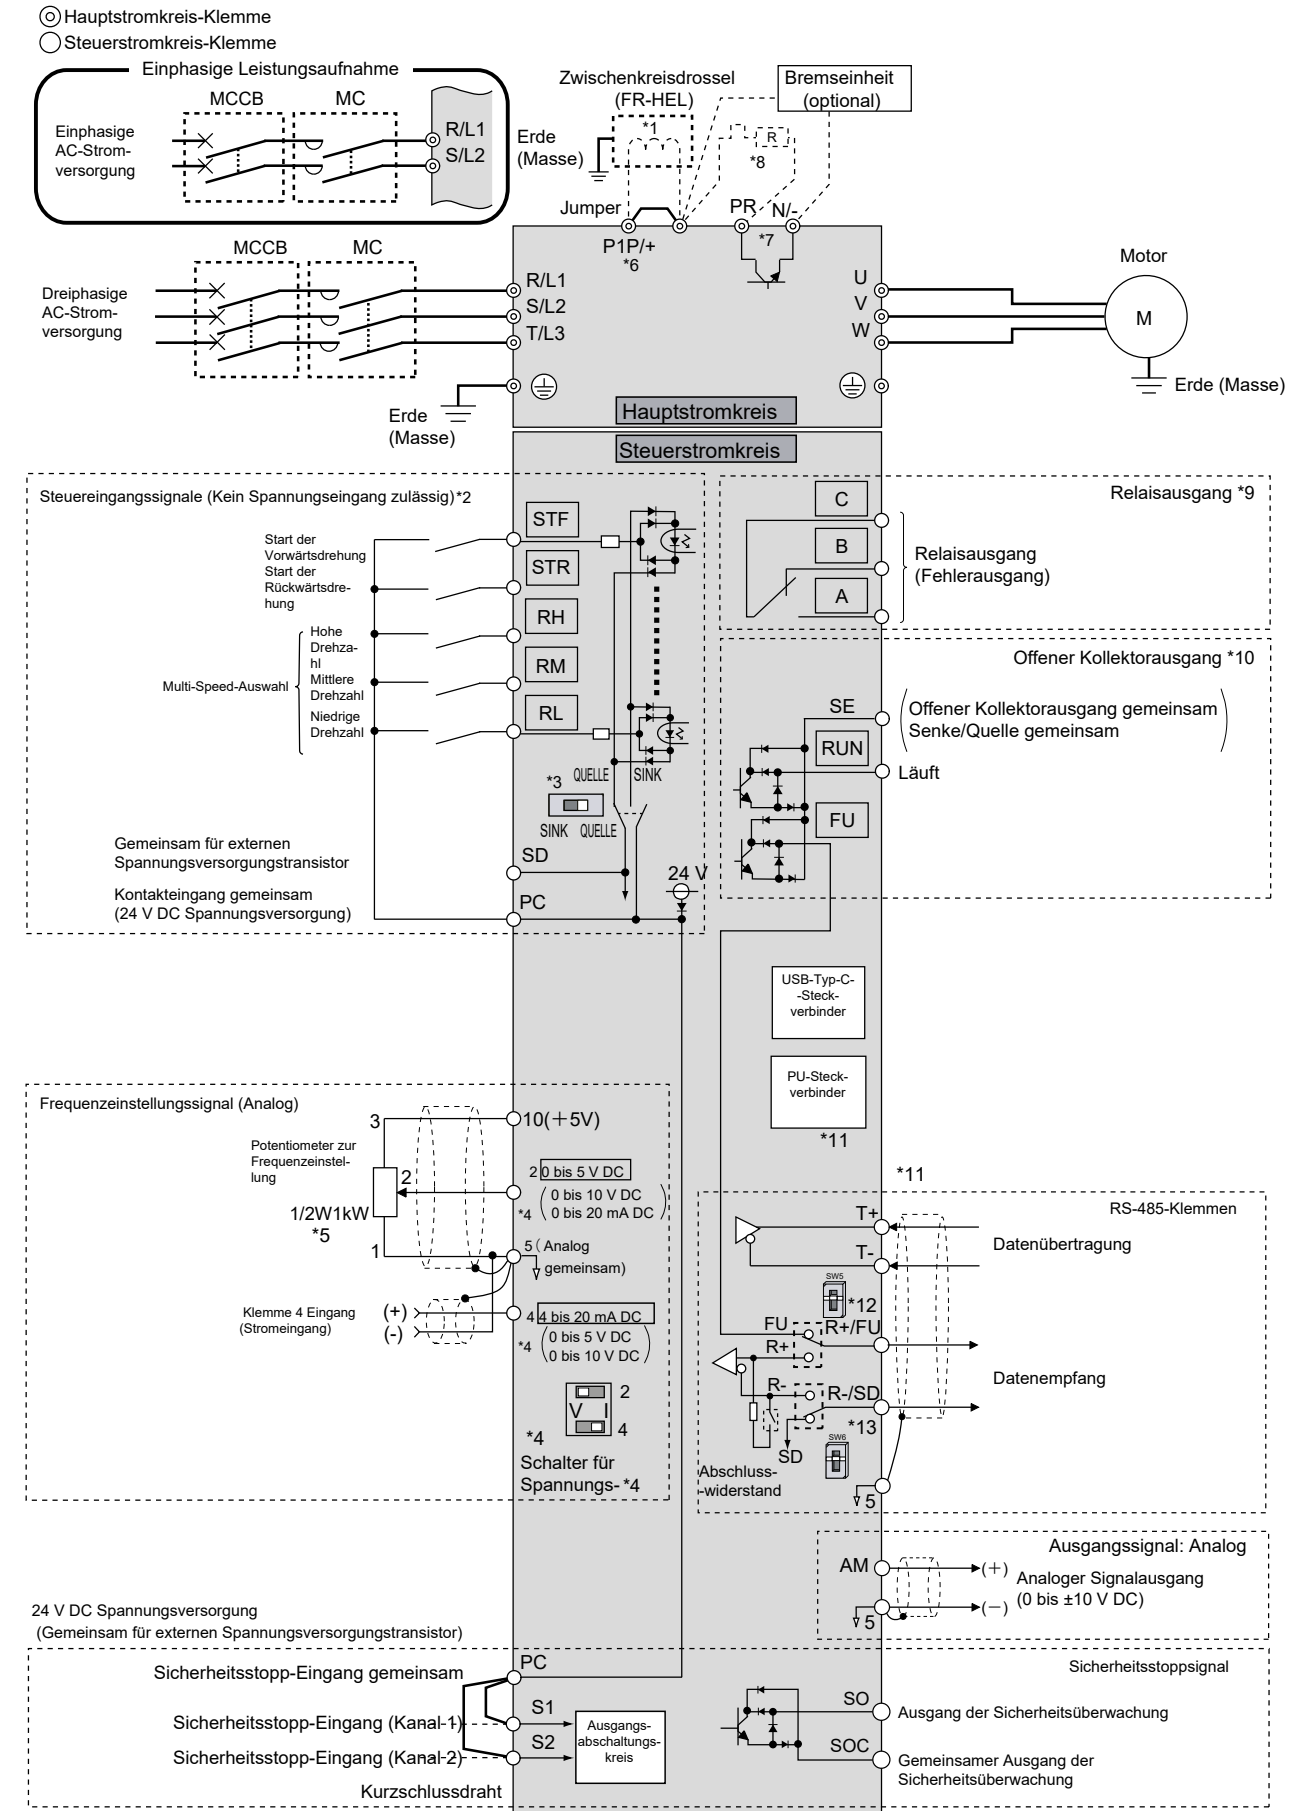 Hauptstromkreis-Klemme
Steuerstromkreis-Klemme
Einphasige Leistungsaufnahme
MCCB
MC
Einphasige
AC-Strom-
versorgung
R/L1
S/L2
Zwischenkreisdrossel
(FR-HEL)
Bremseinheit
(optional)
*1
R
*8
Erde
(Masse)
Jumper
PR
N/-
P1P/+
*6
*7
MCCB
MC
Dreiphasige
AC-Strom-
versorgung
R/L1
S/L2
T/L3
U
V
W
Motor
M
Erde (Masse)
Erde
(Masse)
Hauptstromkreis
Steuerstromkreis
Steuereingangssignale (Kein Spannungseingang zulässig)*2
Start der
Vorwärtsdrehung
Start der
Rückwärtsdre-
hung
Hohe
Drehza-
hl
Mittlere
Drehzahl
Niedrige
Drehzahl
Multi-Speed-Auswahl
STF
STR
RH
RM
RL
*3
QUELLE
SINK
SINK
QUELLE
Gemeinsam für externen
Spannungsversorgungstransistor
SD
24 V
Kontakteingang gemeinsam
(24 V DC Spannungsversorgung)
PC
Relaisausgang *9
C
B
A
Relaisausgang
(Fehlerausgang)
Offener Kollektorausgang *10
SE
Offener Kollektorausgang gemeinsam
Senke/Quelle gemeinsam
RUN
Läuft
FU
USB-Typ-C-
-Steck-
verbinder
PU-Steck-
verbinder
*11
Frequenzeinstellungssignal (Analog)
3
10(+5V)
Potentiometer zur
Frequenzeinstel-
lung
2
1/2W1kW
*5
1
2 0 bis 5 V DC
*4
(0 bis 10 V DC
0 bis 20 mA DC)
5 (Analog
gemeinsam)
Klemme 4 Eingang
(Stromeingang)
(+)
(-)
4 4 bis 20 mA DC
*4
(0 bis 5 V DC
0 bis 10 V DC)
2
V I
4
*4
Schalter für
Spannungs- *4
*11
RS-485-Klemmen
T+
T-
Datenübertragung
SW5
*12
FU
R+/FU
R+
R-
R-/SD
*13
Datenempfang
SD
SW6
Abschluss-
-widerstand
5
Ausgangssignal: Analog
AM
(+)
Analoger Signalausgang
(0 bis ±10 V DC)
5
(−)
24 V DC Spannungsversorgung
(Gemeinsam für externen Spannungsversorgungstransistor)
Sicherheitsstopp-Eingang gemeinsam
PC
Sicherheitsstopp-Eingang (Kanal-1)
S1
Sicherheitsstopp-Eingang (Kanal-2)
S2
Kurzschlussdraht
Ausgangs-
abschaltungs-
kreis
Sicherheitsstoppsignal
SO
Ausgang der Sicherheitsüberwachung
SOC
Gemeinsamer Ausgang der
Sicherheitsüberwachung